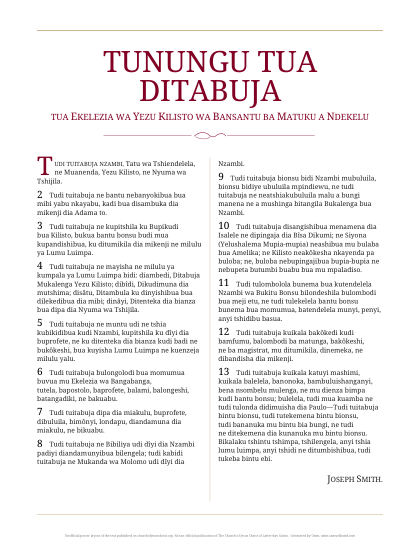 TUNUNGU TUA
DITABUJA
TUA EKELEZIA WA YEZU KILISTO WA BANSANTU BA MATUKU A NDEKELU
TUDI TUITABUJA NZAMBI, Tatu wa Tshiendelela,
ne Muanenda, Yezu Kilisto, ne Nyuma wa
Tshijila.
2 Tudi tuitabuja ne bantu nebanyokibua bua
mibi yabu nkayabu, kadi bua disambuka dia
mikenji dia Adama to.
3 Tudi tuitabuja ne kupitshila ku Bupikudi
bua Kilisto, bukua bantu bonsu budi mua
kupandishibua, ku ditumikila dia mikenji ne milulu
ya Lumu Luimpa.
4 Tudi tuitabuja ne mayisha ne milulu ya
kumpala ya Lumu Luimpa bidi: diambedi, Ditabuja
Mukalenga Yezu Kilisto; dibidi, Dikudimuna dia
mutshima; disatu, Ditambula ku dinyishibua bua
dilekedibua dia mibi; dinayi, Ditenteka dia bianza
bua dipa dia Nyuma wa Tshijila.
5 Tudi tuitabuja ne muntu udi ne tshia
kubikidibua kudi Nzambi, kupitshila ku diyi dia
buprofete, ne ku ditenteka dia bianza kudi badi ne
bukokeshi, bua kuyisha Lumu Luimpa ne kuenzeja
milulu yalu.
6 Tudi tuitabuja bulongolodi bua momumua
buvua mu Ekelezia wa Bangabanga,
tutela, bapostolo, balami, balongeshi,
batangadiki, ne bakuabu.
7 Tudi tuitabuja dipa dia miakulu, buprofete,
dibuluila, bimonyi, londapu, diandamuna dia
miakulu, ne bikuabu.
8 Tudi tuitabuja ne Bibiliya udi diyi dia Nzambi
padiyi diandamunyibua bilengela; tudi kabidi
tuitabuja ne Mukanda wa Molomo udi diyi dia
Nzambi.
9 Tudi tuitabuja bionsu bidi Nzambi mubuluila,
bionsu bidiye ubuluila mpindiewu, ne tudi
tuitabuja ne neatshiakubuluila malu a bungi
manena ne a mushinga bitangila Bukalenga bua
Nzambi.
10 Tudi tuitabuja disangishibua menamena dia
Isalele ne dipingaja dia Bisa Dikumi; ne Siyona
(Yelushalema Mupia-mupia) neashibua mu bulaba
bua Amelika; ne Kilisto neakokesha nkayenda pa
buloba; ne, buloba nebupingajibua bupia-bupia ne
nebupeta butumbi buabu bua mu mpaladiso.
11 Tudi tulombolola bunema bua kutendelela
Nzambi wa Bukitu Bonsu bilondeshila bulombodi
bua meji etu, ne tudi tulekelela bantu bonsu
bunema bua momumua, batendelela munyi, penyi,
anyi tshidibu basua.
12 Tudi tuitabuja kuikala bakokedi kudi
bamfumu, balombodi ba matunga, bakokeshi,
ne ba magistrat, mu ditumikila, dinemeka, ne
dibandisha dia mikenji.
13 Tudi tuitabuja kuikala katuyi mashimi,
kuikala balelela, banonoka, bambuluishanganyi,
bena nsombelu mulenga, ne mu dienza bimpa
kudi bantu bonsu; bulelela, tudi mua kuamba ne
tudi tulonda didimuisha dia Paulo—Tudi tuitabuja
bintu bionsu, tudi tutekemena bintu bionsu,
tudi bananuka mu bintu bia bungi, ne tudi
ne ditekemena dia kunanuka mu bintu bionsu.
Bikalaku tshintu tshimpa, tshilengela, anyi tshia
lumu luimpa, anyi tshidi ne ditumbishibua, tudi
tukeba bintu ebi.
JOSEPH SMITH.